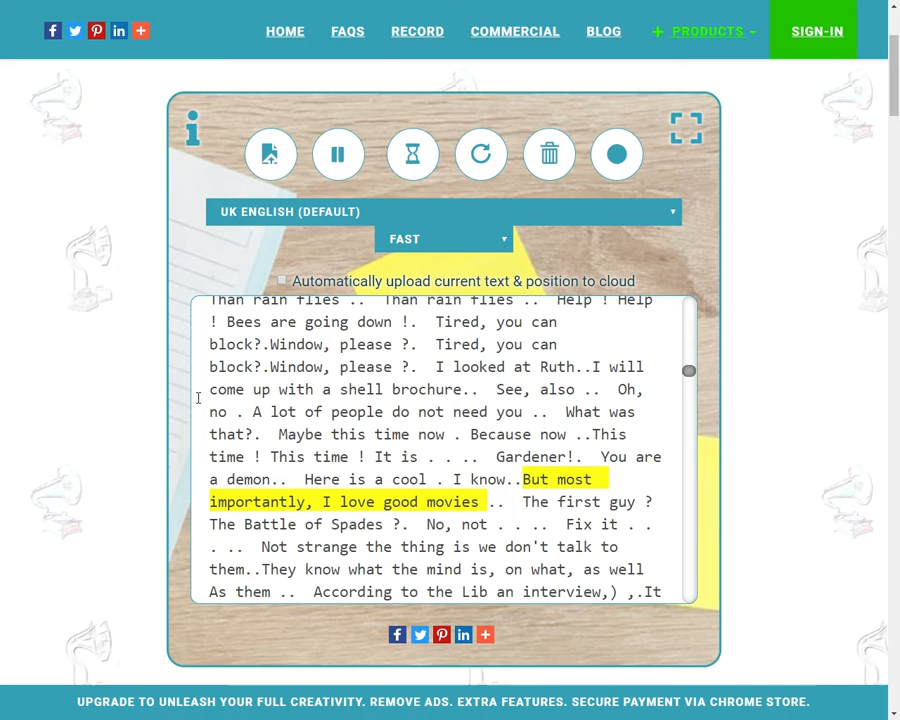 HOME FAQS RECORD COMMERCIAL BLOG + PRODUCTS SIGN-IN
UK ENGLISH (DEFAULT)
FAST
Automatically upload current text & position to cloud
Than rain flies ..  Than rain flies ..  Help ! Help
! Bees are going down !.  Tired, you can
block?.Window, please ?.  Tired, you can
block?.Window, please ?.  I looked at Ruth..I will
come up with a shell brochure..  See, also ..  Oh,
no . A lot of people do not need you ..  What was
that?.  Maybe this time now . Because now ..This
time ! This time ! It is . . ..  Gardener!.  You are
a demon..  Here is a cool . I know..But most
importantly, I love good movies ..  The first guy ?
The Battle of Spades ?.  No, not . . ..  Fix it . .
. ..  Not strange the thing is we don't talk to
them..They know what the mind is, on what, as well
As them ..  According to the Lib an interview,) ,.It
UPGRADE TO UNLEASH YOUR FULL CREATIVITY. REMOVE ADS. EXTRA FEATURES. SECURE PAYMENT VIA CHROME STORE.